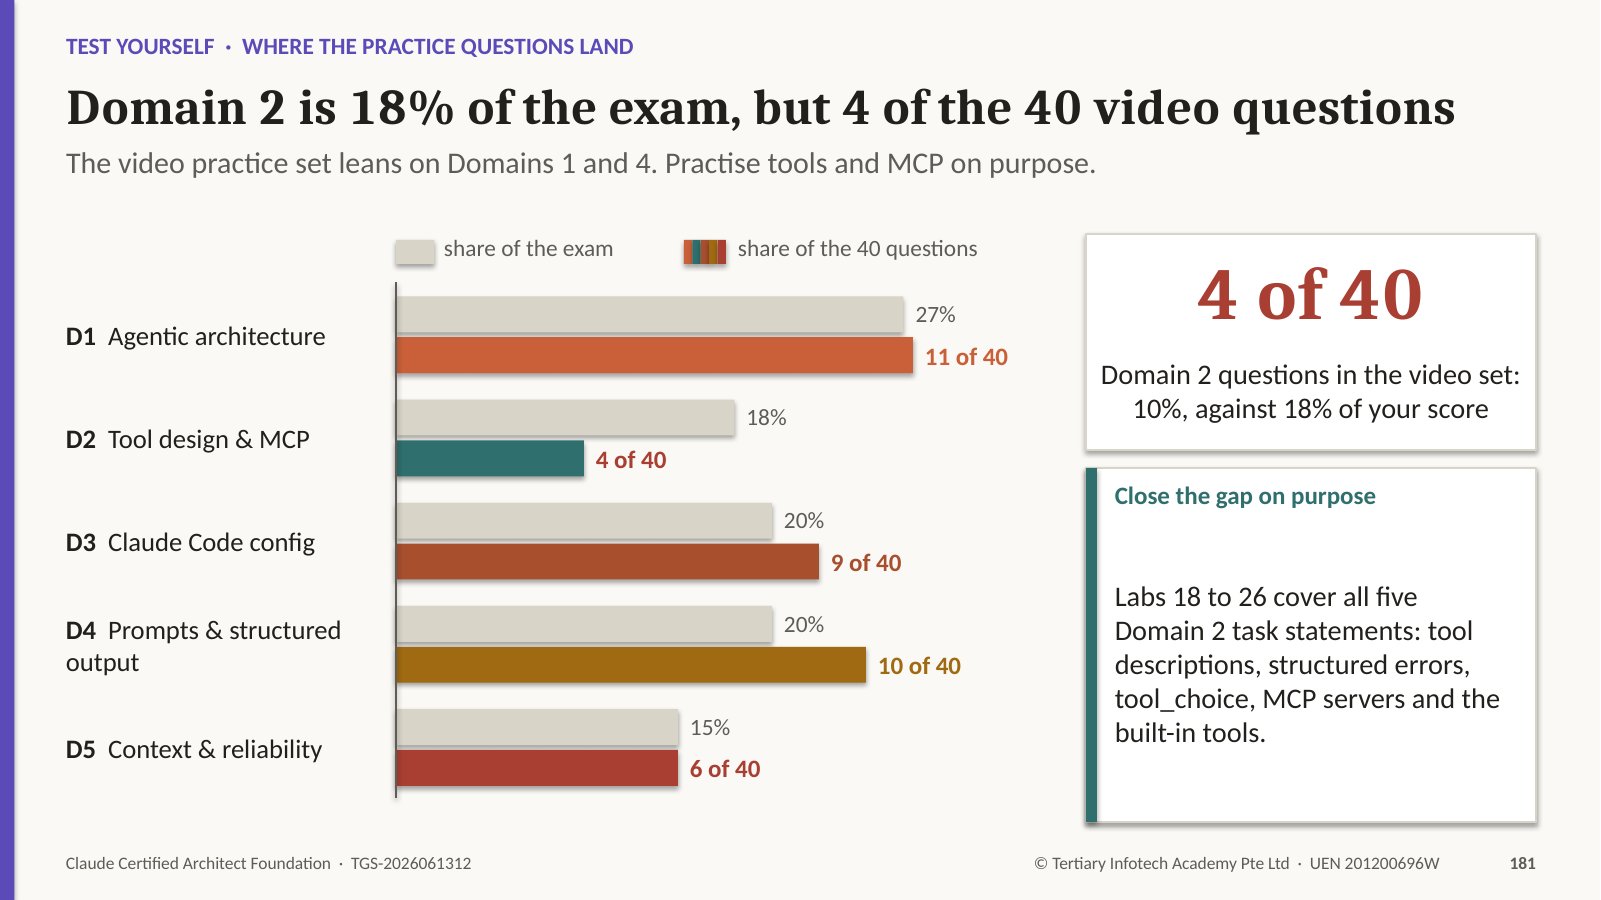 TEST YOURSELF · WHERE THE PRACTICE QUESTIONS LAND
Domain 2 is 18% of the exam, but 4 of the 40 video questions
The video practice set leans on Domains 1 and 4. Practise tools and MCP on purpose.
share of the exam
share of the 40 questions
D1 Agentic architecture
27%
11 of 40
D2 Tool design & MCP
18%
4 of 40
D3 Claude Code config
20%
9 of 40
D4 Prompts & structured
output
20%
10 of 40
D5 Context & reliability
15%
6 of 40
4 of 40
Domain 2 questions in the video set:
10%, against 18% of your score
Close the gap on purpose
Labs 18 to 26 cover all five
Domain 2 task statements: tool
descriptions, structured errors,
tool_choice, MCP servers and the
built-in tools.
Claude Certified Architect Foundation · TGS-2026061312
© Tertiary Infotech Academy Pte Ltd · UEN 201200696W
181